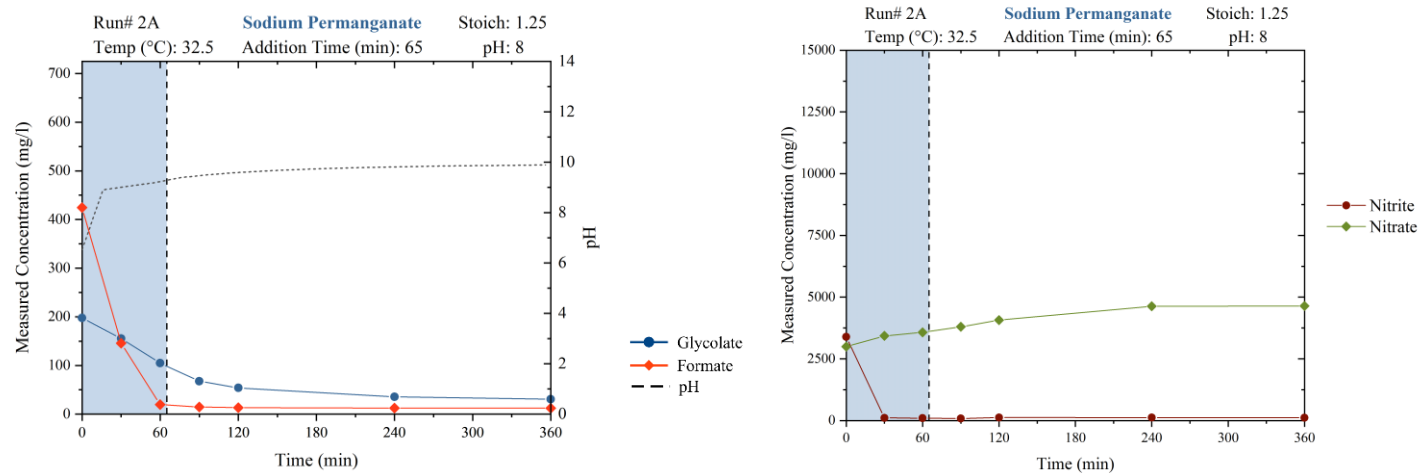 Run# 2A Sodium Permanganate Stoich: 1.25
Temp (°C): 32.5 Addition Time (min): 65 pH: 8
700
600
500
400
300
200
100
0
Measured Concentration (mg/l)
14
12
10
8
6
4
2
0
pH
0 60 120 180 240 300 360
Time (min)
Glycolate
Formate
pH
Run# 2A Sodium Permanganate Stoich: 1.25
Temp (°C): 32.5 Addition Time (min): 65 pH: 8
15000
12500
10000
7500
5000
2500
0
Measured Concentration (mg/l)
0 60 120 180 240 300 360
Time (min)
Nitrite
Nitrate